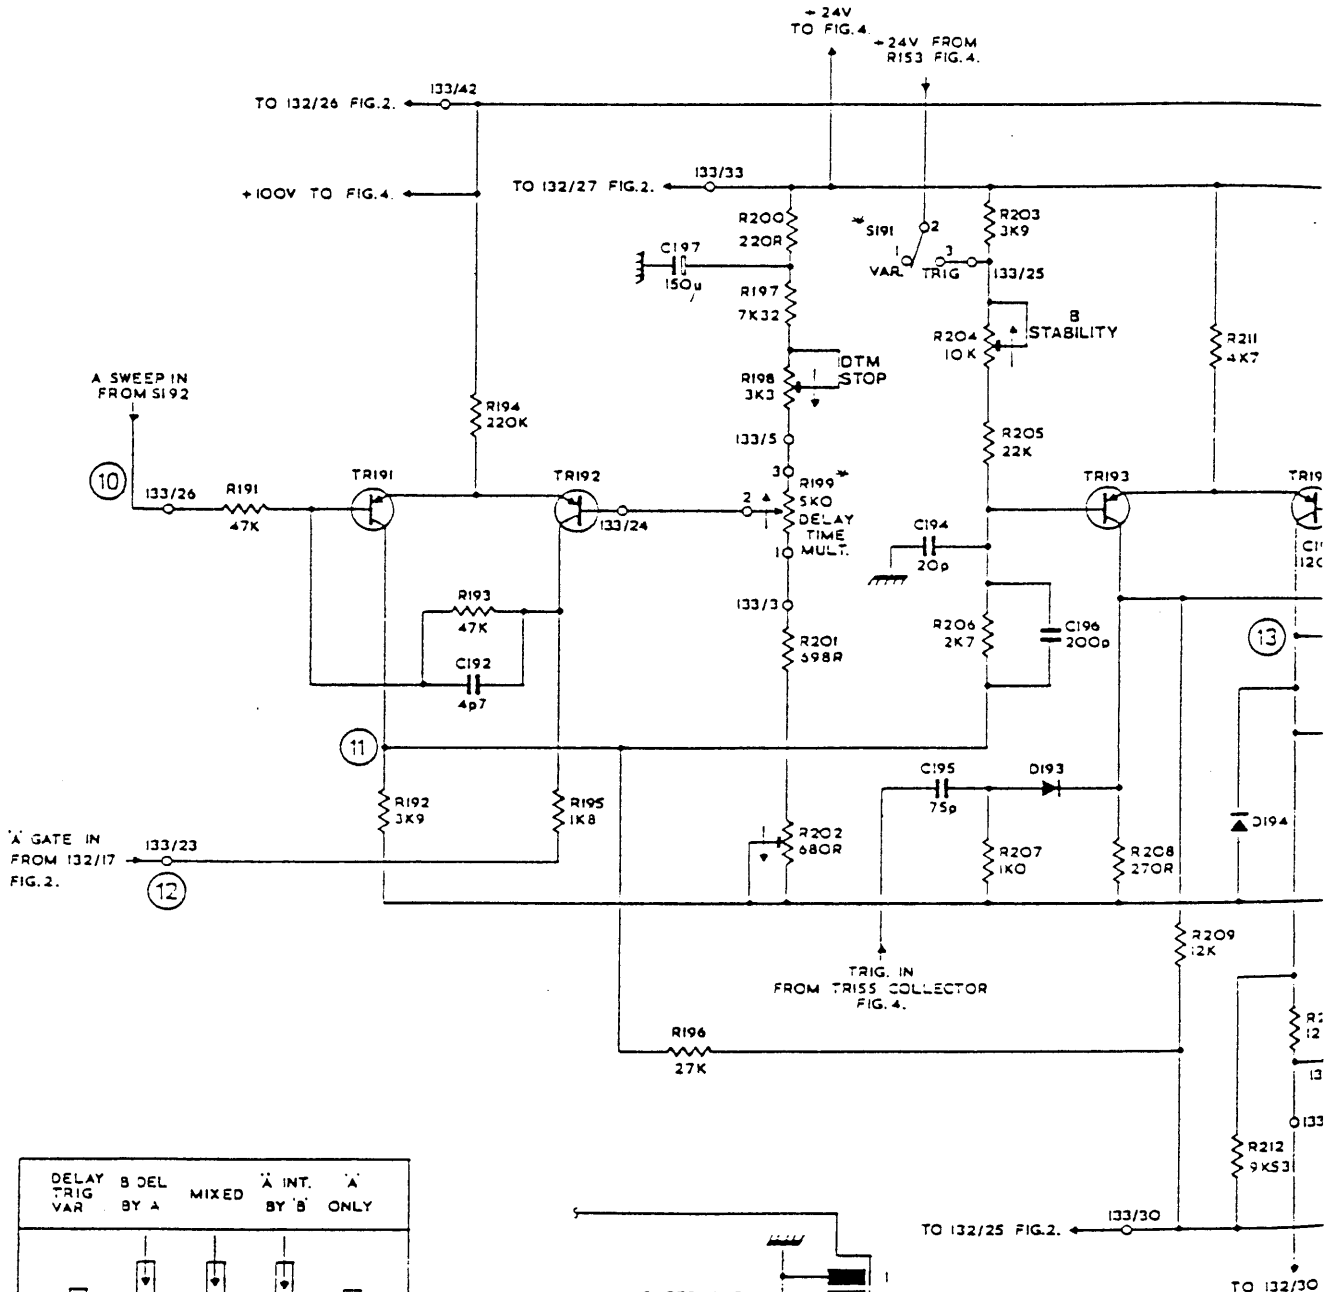 +24V
TO FIG.4.
+24V FROM
R153 FIG.4.
133/42
TO 132/26 FIG.2.
+100V TO FIG.4.
TO 132/27 FIG.2.
133/33
R200
220R
C197
150µ
R197
7K32
*
S191
2
1
VAR.
3
TRIG
133/25
R203
3K9
B
STABILITY
R204
10K
R211
4K7
DTM
STOP
R198
3K3
A SWEEP IN
FROM S192
R194
220K
133/5
R205
22K
10
133/26
R191
47K
TR191
TR192
133/24
3
2
1
R199*
5K0
DELAY
TIME
MULT.
TR193
C194
20p
R193
47K
C192
4p7
133/3
R201
698R
R206
2K7
C196
200p
13
11
R192
3K9
R195
1K8
C195
75p
D193
D194
'A' GATE IN
FROM 132/17
FIG.2.
133/23
12
R202
680R
R207
1K0
R208
270R
TRIG. IN
FROM TR155 COLLECTOR
FIG.4.
R209
12K
R196
27K
R212
9K53
DELAY
TRIG
VAR
B DEL
BY A
MIXED
'A' INT.
BY 'B'
'A'
ONLY
TO 132/25 FIG.2.
133/30
1
TO 132/30